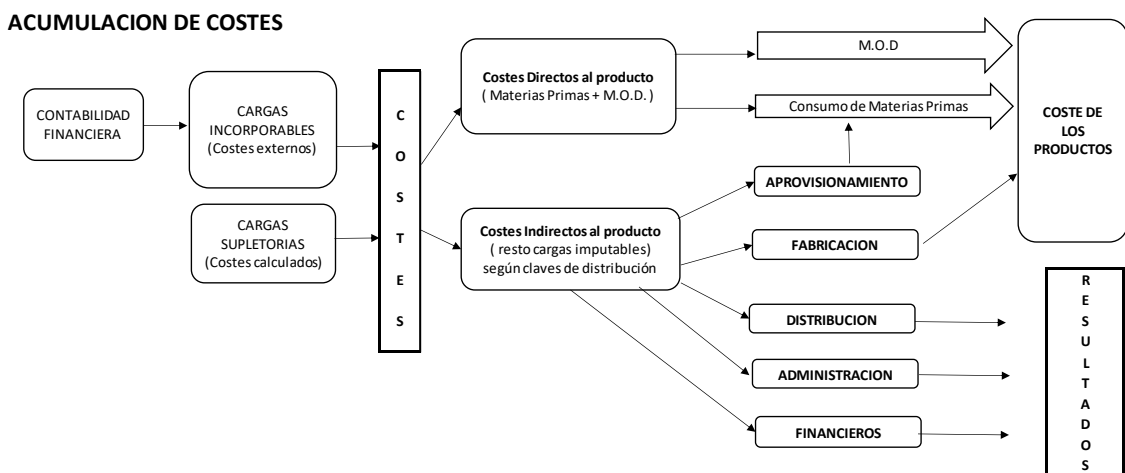 ACUMULACION DE COSTES
CONTABILIDAD
FINANCIERA
CARGAS
INCORPORABLES
(Costes externos)
CARGAS
SUPLETORIAS
(Costes calculados)
C
O
S
T
E
S
Costes Directos al producto
( Materias Primas + M.O.D. )
Costes Indirectos al producto
( resto cargas imputables)
según claves de distribución
M.O.D
Consumo de Materias Primas
APROVISIONAMIENTO
FABRICACION
DISTRIBUCION
ADMINISTRACION
FINANCIEROS
COSTE DE
LOS
PRODUCTOS
R
E
S
U
L
T
A
D
O
S